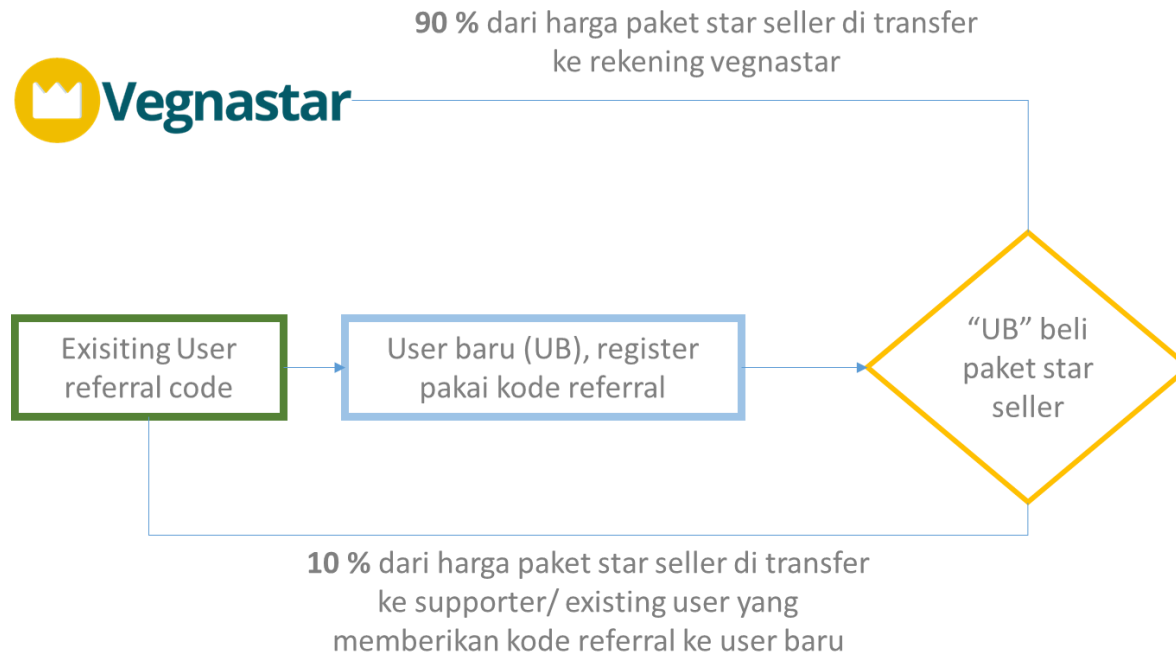 90 % dari harga paket star seller di transfer
ke rekening vegnastar
Vegnastar
Exisiting User
referral code
User baru (UB), register
pakai kode referral
“UB” beli
paket star
seller
10 % dari harga paket star seller di transfer
ke supporter/ existing user yang
memberikan kode referral ke user baru